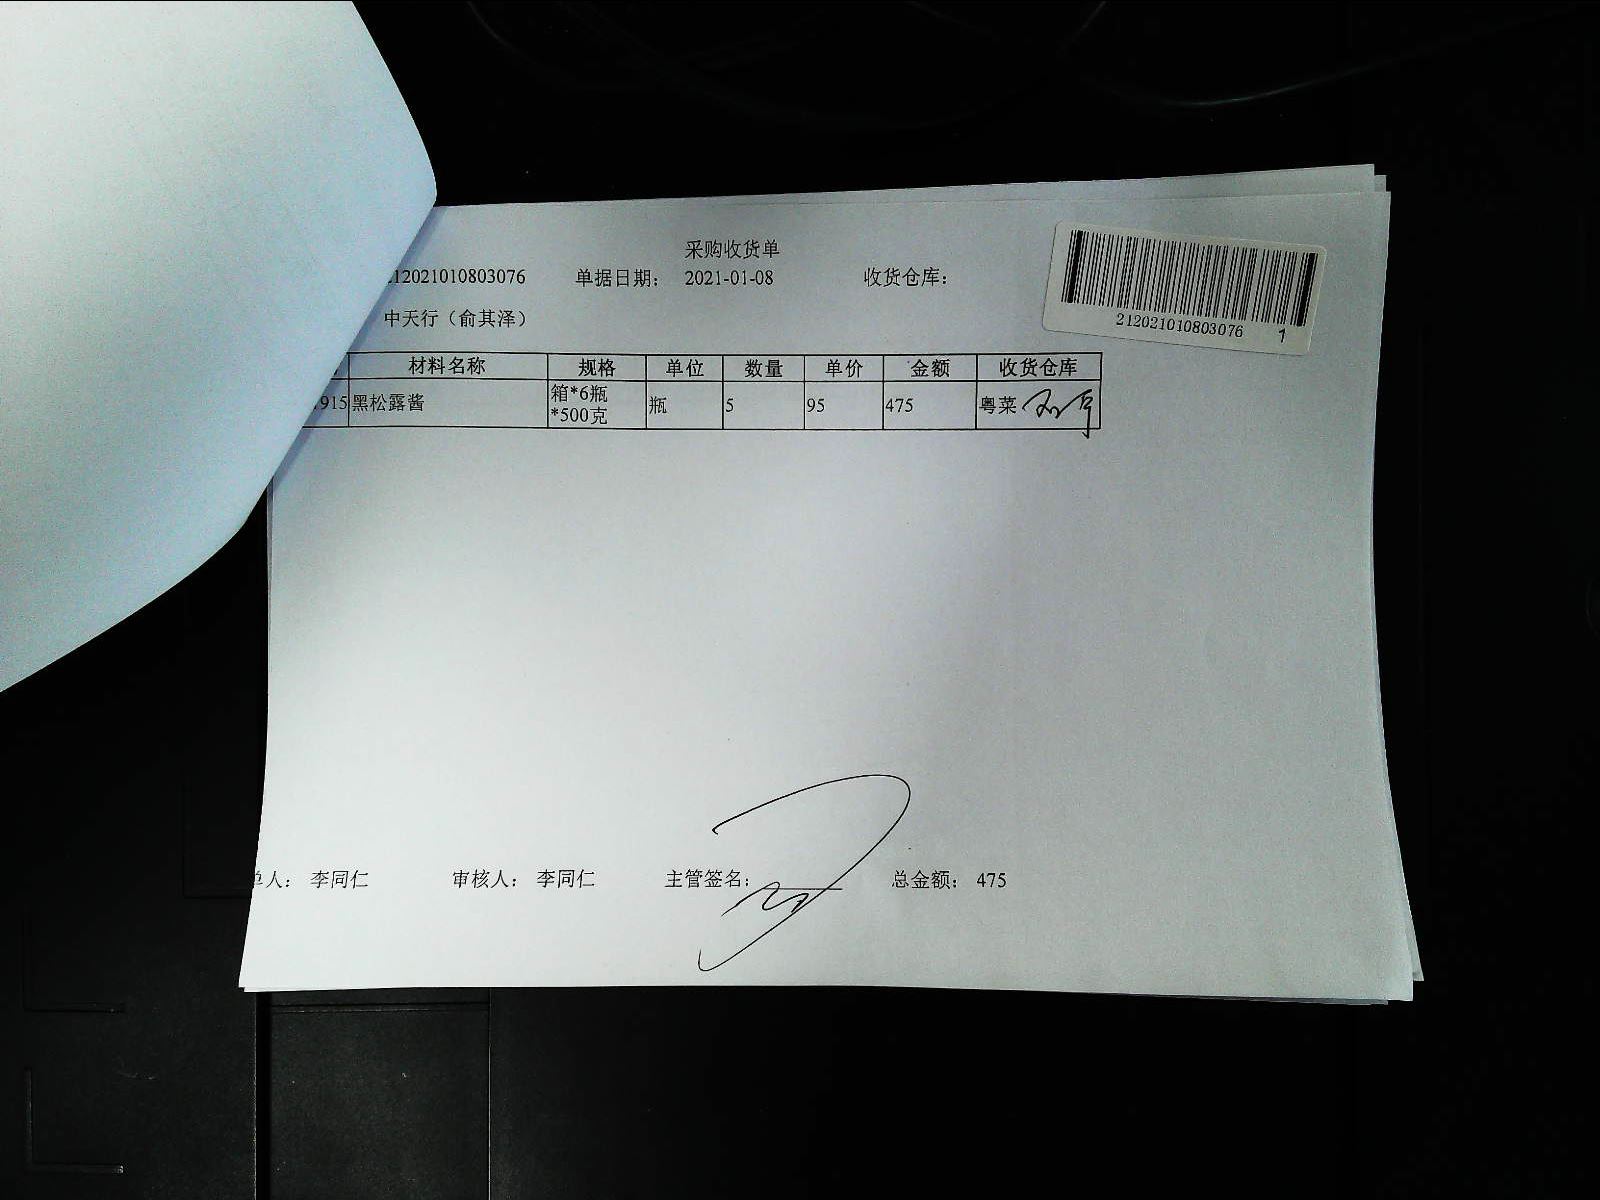 采购收货单
212021010803076 单据日期： 2021-01-08 收货仓库：
中天行（俞其泽）
212021010803076 1
材料名称 规格 单位 数量 单价 金额 收货仓库
915 黑松露酱 箱*6瓶 瓶 5 95 475 粤菜
*500克
单人： 李同仁 审核人： 李同仁 主管签名： 总金额： 475